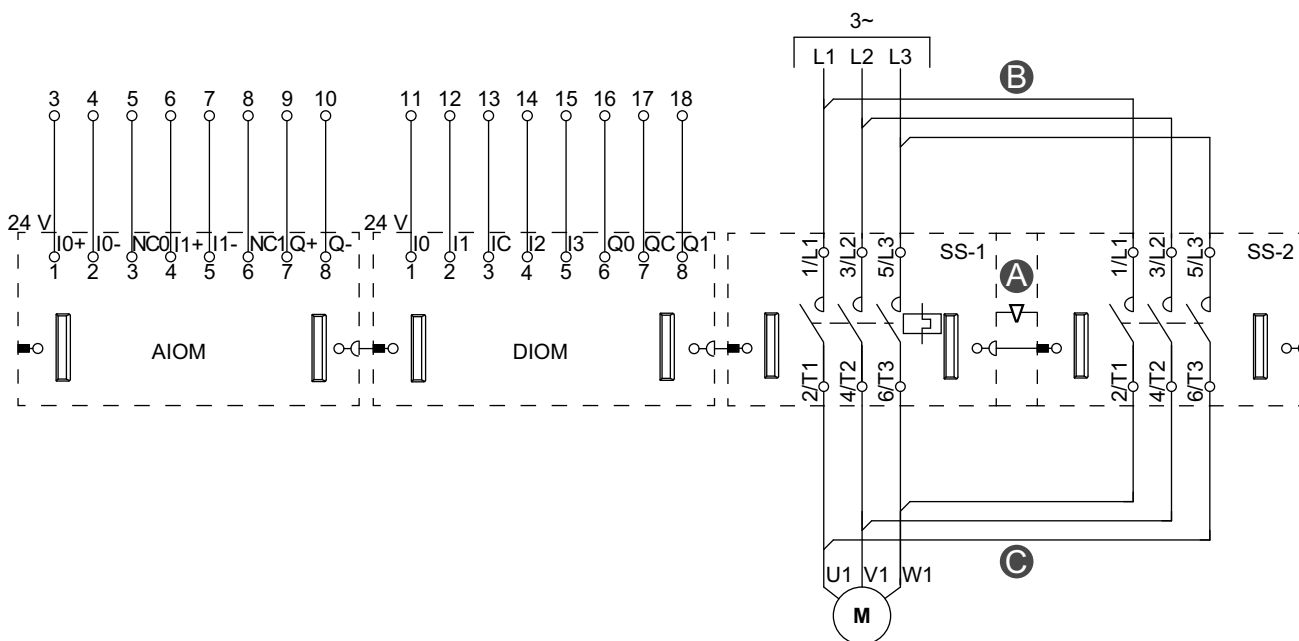 3~
L1 L2 L3
B
3 4 5 6 7 8 9 10 11 12 13 14 15 16 17 18
24 V
I0+ I0- NC0 I1+ I1- NC1 Q+ Q-
1 2 3 4 5 6 7 8
AIOM
24 V
I0 I1 IC I2 I3 Q0 QC Q1
1 2 3 4 5 6 7 8
DIOM
1/L1 3/L2 5/L3
SS-1
2/T1 4/T2 6/T3
A
1/L1 3/L2 5/L3
SS-2
2/T1 4/T2 6/T3
C
U1 V1 W1
M